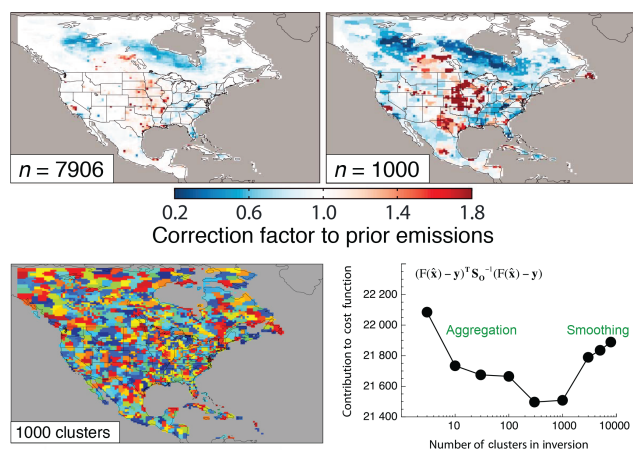 n = 7906
n = 1000
0.2 0.6 1.0 1.4 1.8
Correction factor to prior emissions
1000 clusters
(F(x̂) – y)ᵀ Sₒ⁻¹ (F(x̂) – y)
Contribution to cost function
22 200
22 000
21 800
21 600
21 400
Aggregation
Smoothing
10 100 1000 10000
Number of clusters in inversion